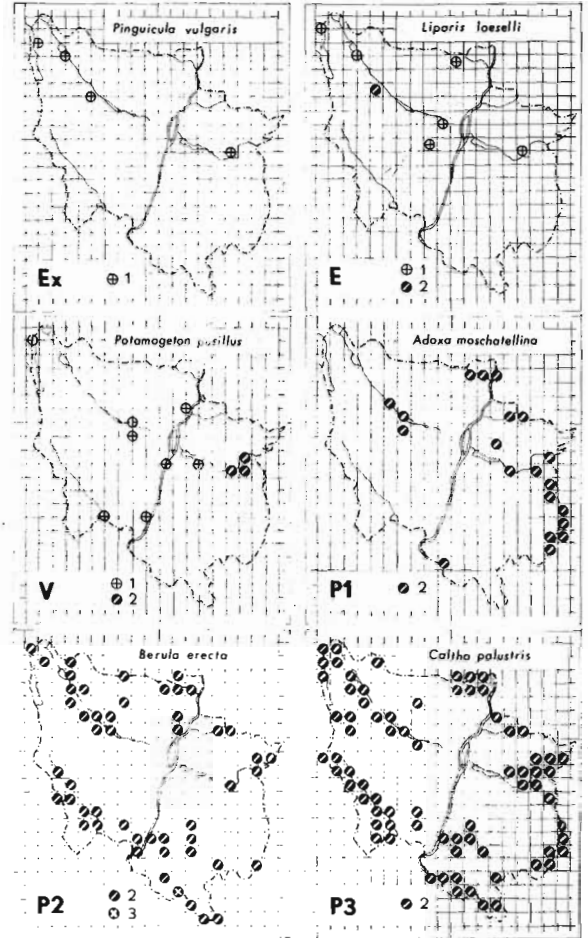 Pinguicula vulgaris
Ex
⊕ 1
Liparis loeselli
E
⊕ 1
2
Potamogeton pusillus
V
⊕ 1
2
Adoxa moschatellina
P1
2
Berula erecta
P2
2
3
Caltha palustris
P3
2